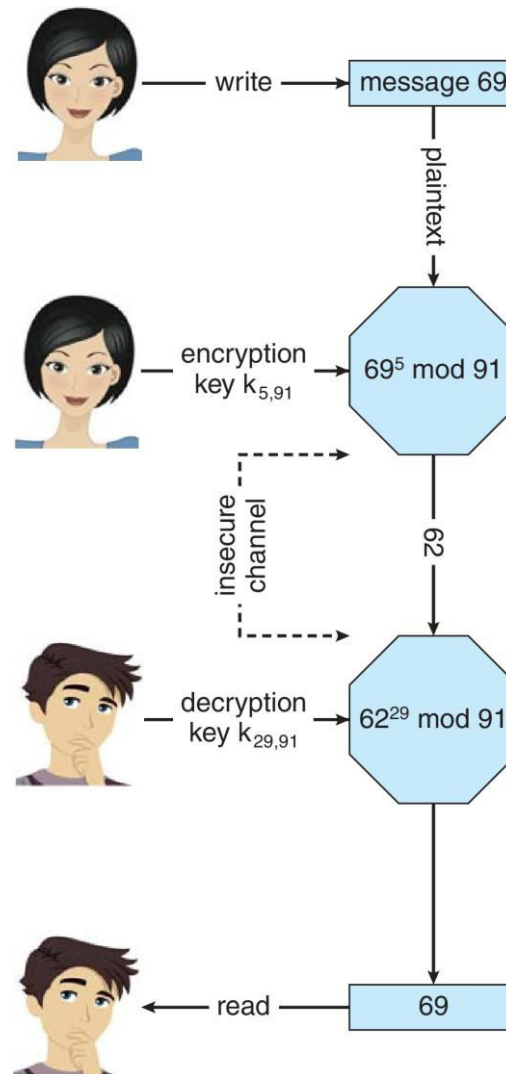 write
message 69
plaintext
encryption
key k₅,₉₁
69⁵ mod 91
insecure
channel
62
decryption
key k₂₉,₉₁
62²⁹ mod 91
read
69